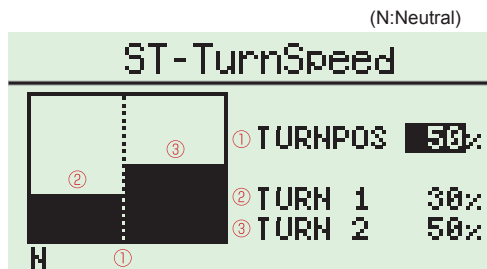 (N:Neutral)
ST-TurnSpeed
① TURNPOS 50%
③
②
② TURN 1 30%
③ TURN 2 50%
N ①